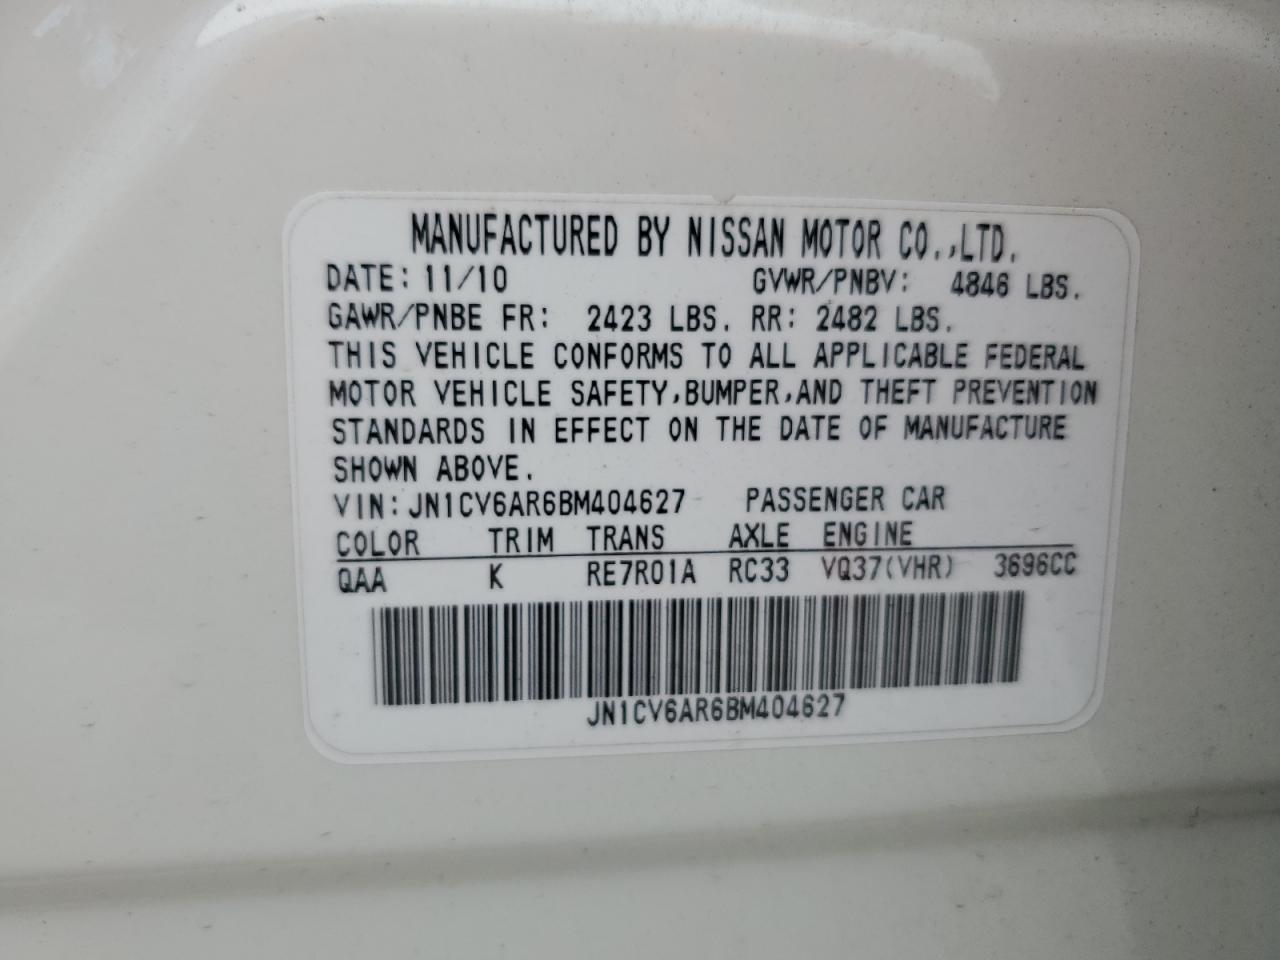 MANUFACTURED BY NISSAN MOTOR CO.,LTD.
DATE: 11/10 GVWR/PNBV: 4846 LBS.
GAWR/PNBE FR: 2423 LBS. RR: 2482 LBS.
THIS VEHICLE CONFORMS TO ALL APPLICABLE FEDERAL
MOTOR VEHICLE SAFETY,BUMPER,AND THEFT PREVENTION
STANDARDS IN EFFECT ON THE DATE OF MANUFACTURE
SHOWN ABOVE.
VIN:JN1CV6AR6BM404627 PASSENGER CAR
COLOR TRIM TRANS AXLE ENGINE
QAA K RE7R01A RC33 VQ37(VHR) 3696CC
JN1CV6AR6BM404627